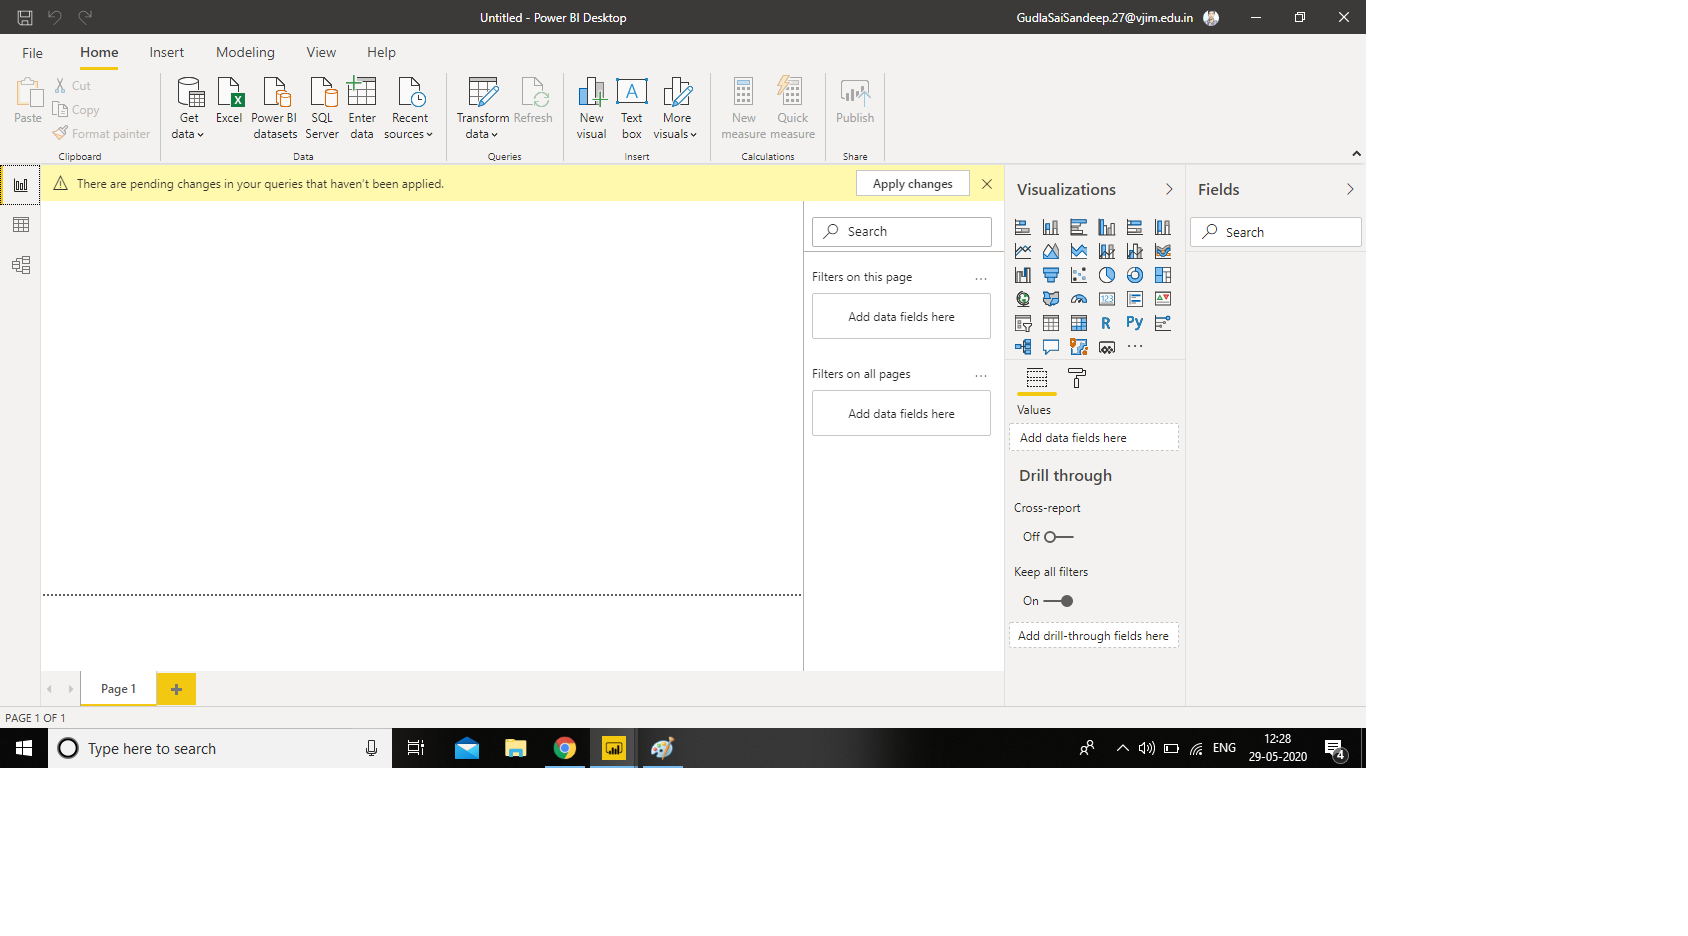 Untitled - Power BI Desktop
GudlaSaiSandeep.27@vjim.edu.in
File Home Insert Modeling View Help
Paste
Cut
Copy
Format painter
Clipboard
Get data
Excel
Power BI datasets
SQL Server
Enter data
Recent sources
Data
Transform data
Refresh
Queries
New visual
Text box
More visuals
Insert
New measure
Quick measure
Calculations
Publish
Share
There are pending changes in your queries that haven't been applied.
Apply changes
Search
Filters on this page
...
Add data fields here
Filters on all pages
...
Add data fields here
Visualizations
123
R
Py
...
Values
Add data fields here
Drill through
Cross-report
Off
Keep all filters
On
Add drill-through fields here
Fields
Search
Page 1
PAGE 1 OF 1
Type here to search
ENG
12:28
29-05-2020
4